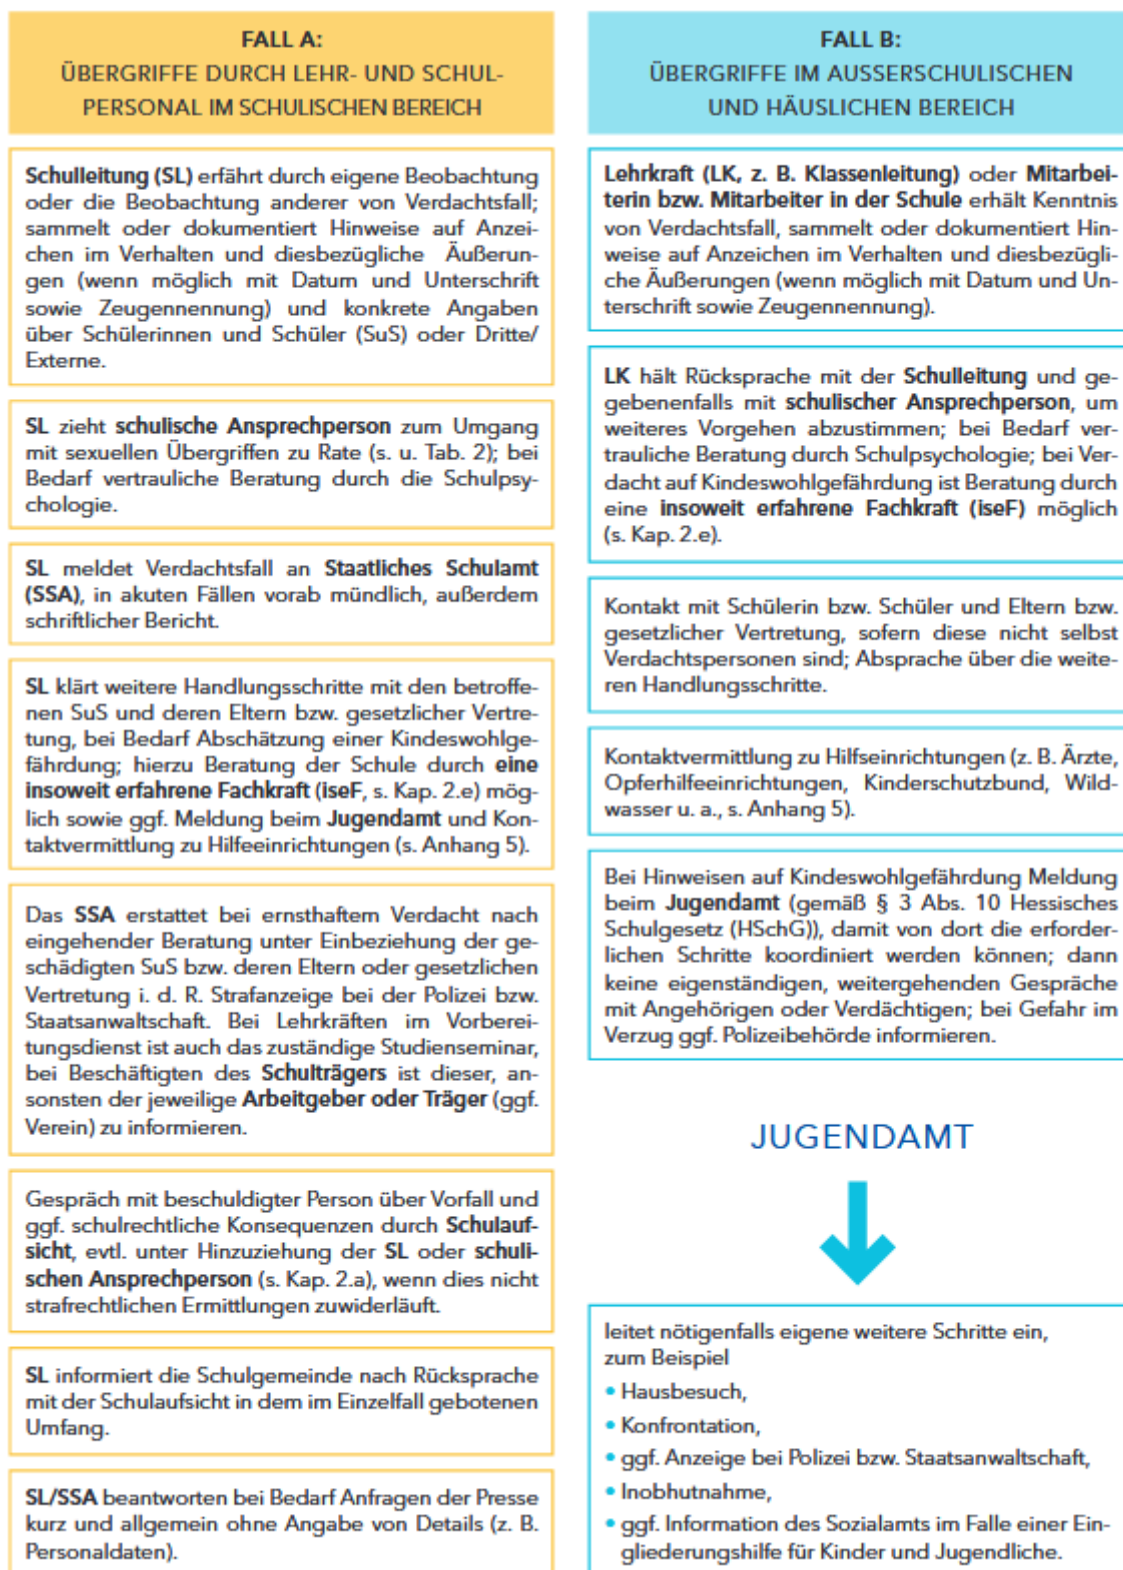 FALL A:
ÜBERGRIFFE DURCH LEHR- UND SCHUL-
PERSONAL IM SCHULISCHEN BEREICH
Schulleitung (SL) erfährt durch eigene Beobachtung
oder die Beobachtung anderer von Verdachtsfall;
sammelt oder dokumentiert Hinweise auf Anzei-
chen im Verhalten und diesbezügliche Äußerun-
gen (wenn möglich mit Datum und Unterschrift
sowie Zeugennennung) und konkrete Angaben
über Schülerinnen und Schüler (SuS) oder Dritte/
Externe.
SL zieht schulische Ansprechperson zum Umgang
mit sexuellen Übergriffen zu Rate (s. u. Tab. 2); bei
Bedarf vertrauliche Beratung durch die Schulpsy-
chologie.
SL meldet Verdachtsfall an Staatliches Schulamt
(SSA), in akuten Fällen vorab mündlich, außerdem
schriftlicher Bericht.
SL klärt weitere Handlungsschritte mit den betroffe-
nen SuS und deren Eltern bzw. gesetzlicher Vertre-
tung, bei Bedarf Abschätzung einer Kindeswohlge-
fährdung; hierzu Beratung der Schule durch eine
insoweit erfahrene Fachkraft (iseF, s. Kap. 2.e) mög-
lich sowie ggf. Meldung beim Jugendamt und Kon-
taktvermittlung zu Hilfeeinrichtungen (s. Anhang 5).
Das SSA erstattet bei ernsthaftem Verdacht nach
eingehender Beratung unter Einbeziehung der ge-
schädigten SuS bzw. deren Eltern oder gesetzlichen
Vertretung i. d. R. Strafanzeige bei der Polizei bzw.
Staatsanwaltschaft. Bei Lehrkräften im Vorberei-
tungsdienst ist auch das zuständige Studienseminar,
bei Beschäftigten des Schulträgers ist dieser, an-
sonsten der jeweilige Arbeitgeber oder Träger (ggf.
Verein) zu informieren.
Gespräch mit beschuldigter Person über Vorfall und
ggf. schulrechtliche Konsequenzen durch Schulauf-
sicht, evtl. unter Hinzuziehung der SL oder schuli-
schen Ansprechperson (s. Kap. 2.a), wenn dies nicht
strafrechtlichen Ermittlungen zuwiderläuft.
SL informiert die Schulgemeinde nach Rücksprache
mit der Schulaufsicht in dem im Einzelfall gebotenen
Umfang.
SL/SSA beantworten bei Bedarf Anfragen der Presse
kurz und allgemein ohne Angabe von Details (z. B.
Personaldaten).
FALL B:
ÜBERGRIFFE IM AUSSERSCHULISCHEN
UND HÄUSLICHEN BEREICH
Lehrkraft (LK, z. B. Klassenleitung) oder Mitarbei-
terin bzw. Mitarbeiter in der Schule erhält Kenntnis
von Verdachtsfall, sammelt oder dokumentiert Hin-
weise auf Anzeichen im Verhalten und diesbezügli-
che Äußerungen (wenn möglich mit Datum und Un-
terschrift sowie Zeugennennung).
LK hält Rücksprache mit der Schulleitung und ge-
gebenenfalls mit schulischer Ansprechperson, um
weiteres Vorgehen abzustimmen; bei Bedarf ver-
trauliche Beratung durch Schulpsychologie; bei Ver-
dacht auf Kindeswohlgefährdung ist Beratung durch
eine insoweit erfahrene Fachkraft (iseF) möglich
(s. Kap. 2.e).
Kontakt mit Schülerin bzw. Schüler und Eltern bzw.
gesetzlicher Vertretung, sofern diese nicht selbst
Verdachtspersonen sind; Absprache über die weite-
ren Handlungsschritte.
Kontaktvermittlung zu Hilfseinrichtungen (z. B. Ärzte,
Opferhilfeeinrichtungen, Kinderschutzbund, Wild-
wasser u. a., s. Anhang 5).
Bei Hinweisen auf Kindeswohlgefährdung Meldung
beim Jugendamt (gemäß § 3 Abs. 10 Hessisches
Schulgesetz (HSchG)), damit von dort die erforder-
lichen Schritte koordiniert werden können; dann
keine eigenständigen, weitergehenden Gespräche
mit Angehörigen oder Verdächtigen; bei Gefahr im
Verzug ggf. Polizeibehörde informieren.
JUGENDAMT
leitet nötigenfalls eigene weitere Schritte ein,
zum Beispiel
• Hausbesuch,
• Konfrontation,
• ggf. Anzeige bei Polizei bzw. Staatsanwaltschaft,
• Inobhutnahme,
• ggf. Information des Sozialamts im Falle einer Ein-
gliederungshilfe für Kinder und Jugendliche.